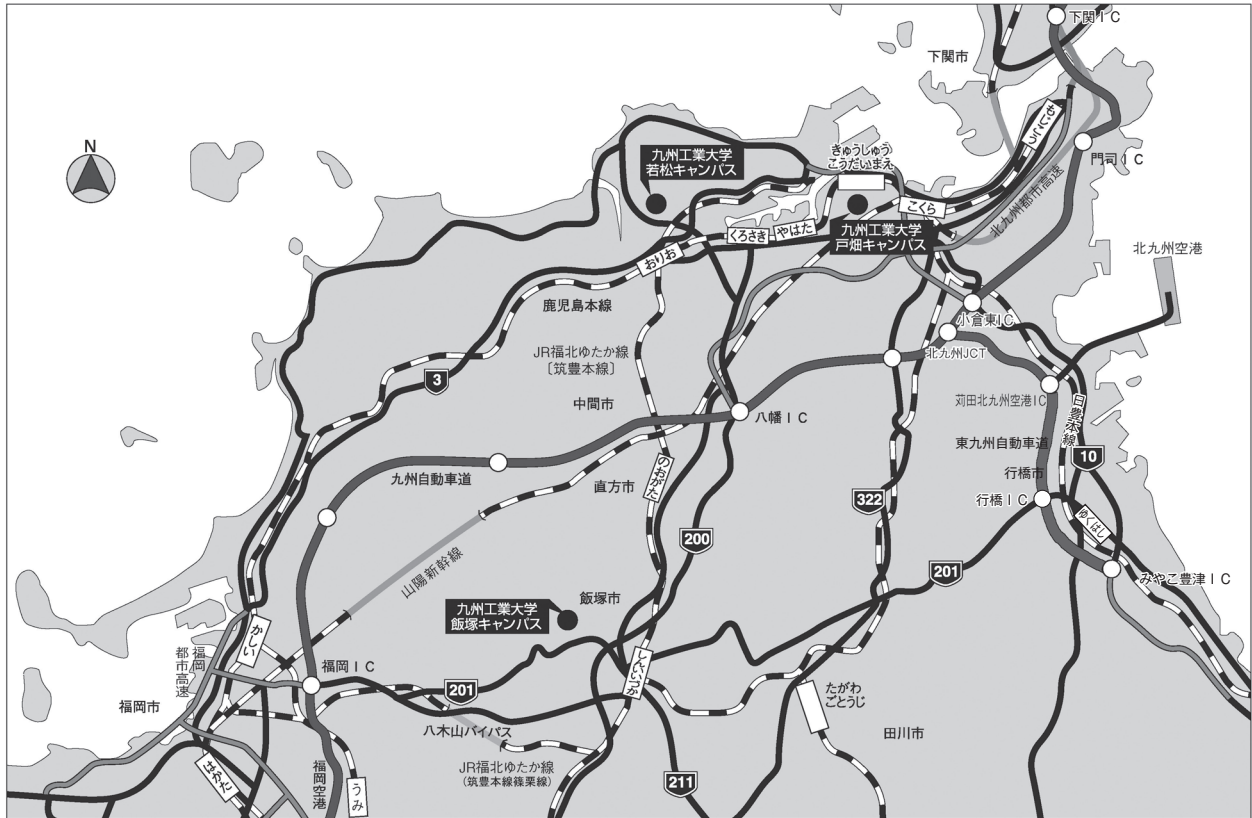 N
下関IC
下関市
もじこう
門司IC
北九州都市高速
九州工業大学
若松キャンパス
きゅうしゅう
こうだいまえ
こくら
九州工業大学
戸畑キャンパス
くろさき
やはた
おりお
北九州空港
小倉東IC
北九州JCT
鹿児島本線
JR福北ゆたか線
〔筑豊本線〕
3
中間市
八幡IC
苅田北九州空港IC
日豊本線
東九州自動車道
10
行橋市
行橋IC
ゆくはし
みやこ豊津IC
九州自動車道
直方市
のおがた
322
200
201
山陽新幹線
飯塚市
九州工業大学
飯塚キャンパス
かしい
福岡
都市高速
福岡IC
しんいいづか
201
福岡市
八木山バイパス
たがわ
ごとうじ
田川市
はかた
福岡空港
うみ
JR福北ゆたか線
（筑豊本線篠栗線）
211